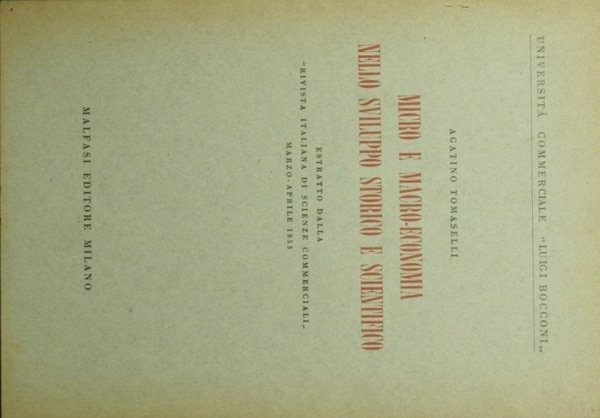 UNIVERSITÀ COMMERCIALE "LUIGI BOCCONI„
AGATINO TOMASELLI
MICRO E MACRO-ECONOMIA
NELLO SVILUPPO STORICO E SCIENTIFICO
ESTRATTO DALLA
"RIVISTA ITALIANA DI SCIENZE COMMERCIALI„
MARZO-APRILE 1953
MALFASI EDITORE MILANO